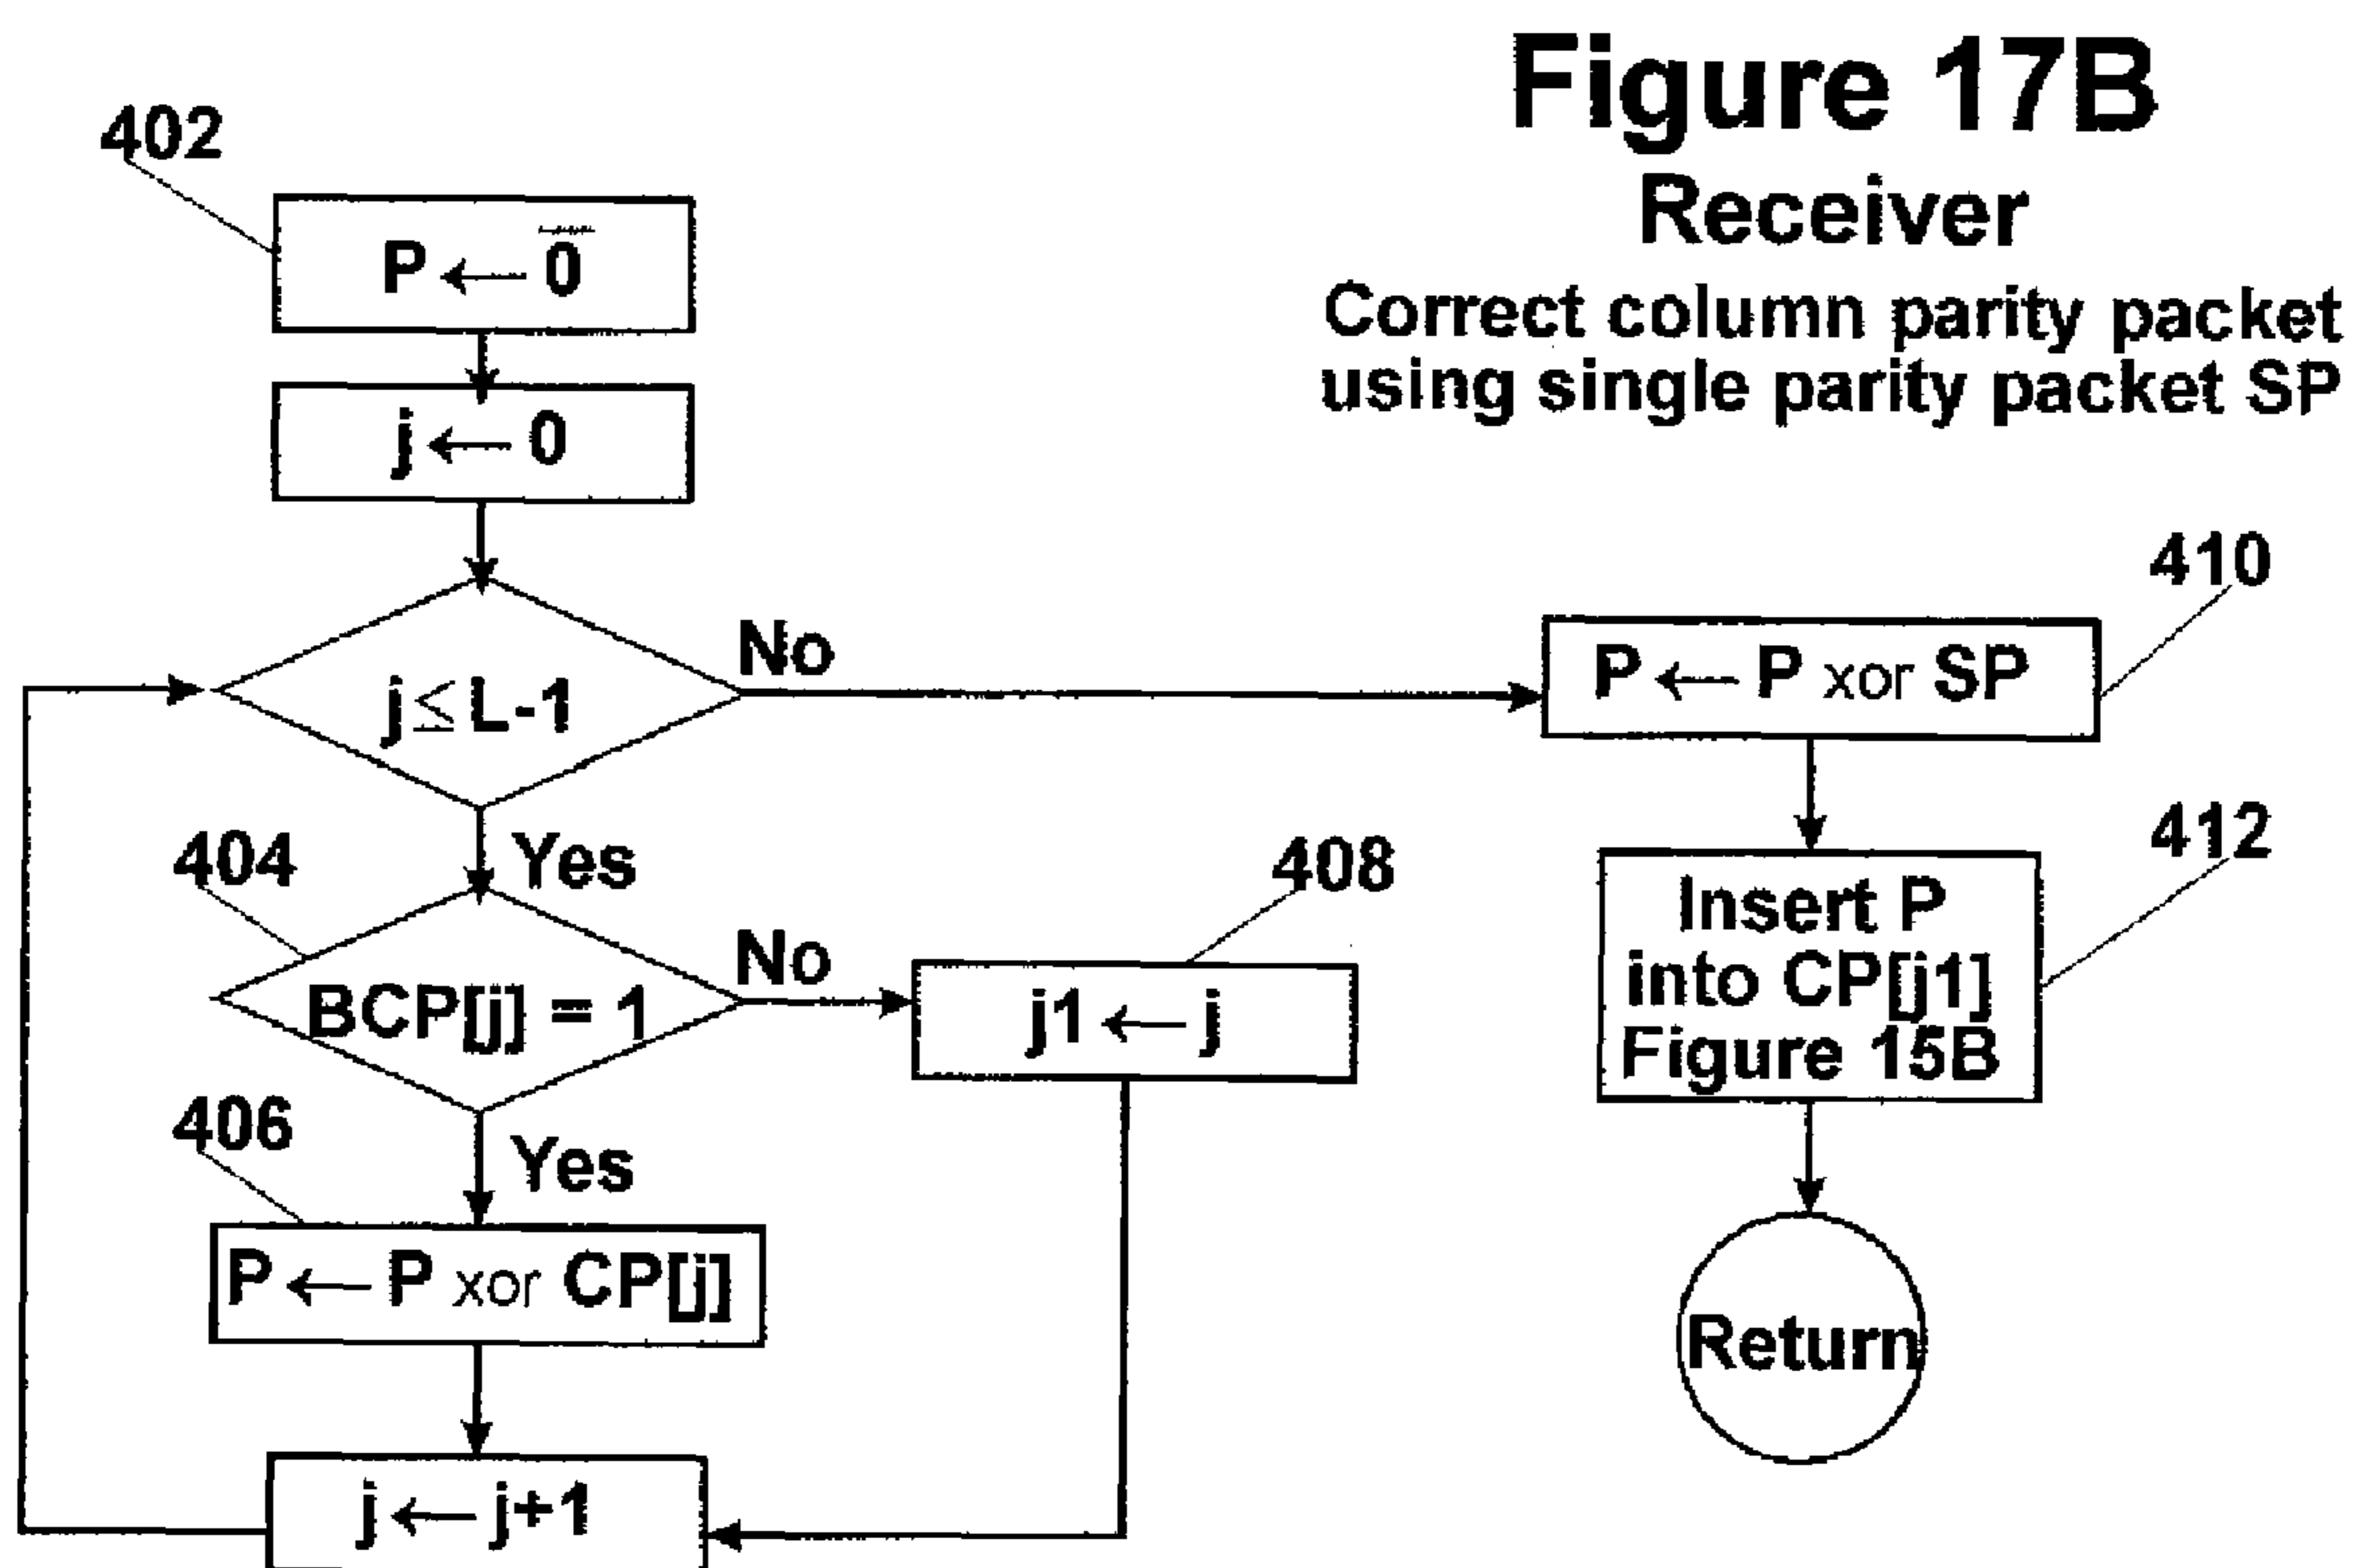 Figure 17B
Receiver
Correct column parity packet
using single parity packet SP
402
P ← 0̅
j ← 0
j ≤ L-1
No
Yes
404
BCP[j] = 1
No
Yes
408
j1 ← j
406
P ← P xor CP[j]
j ← j+1
410
P ← P xor SP
412
Insert P
into CP[j1]
Figure 15B
Return